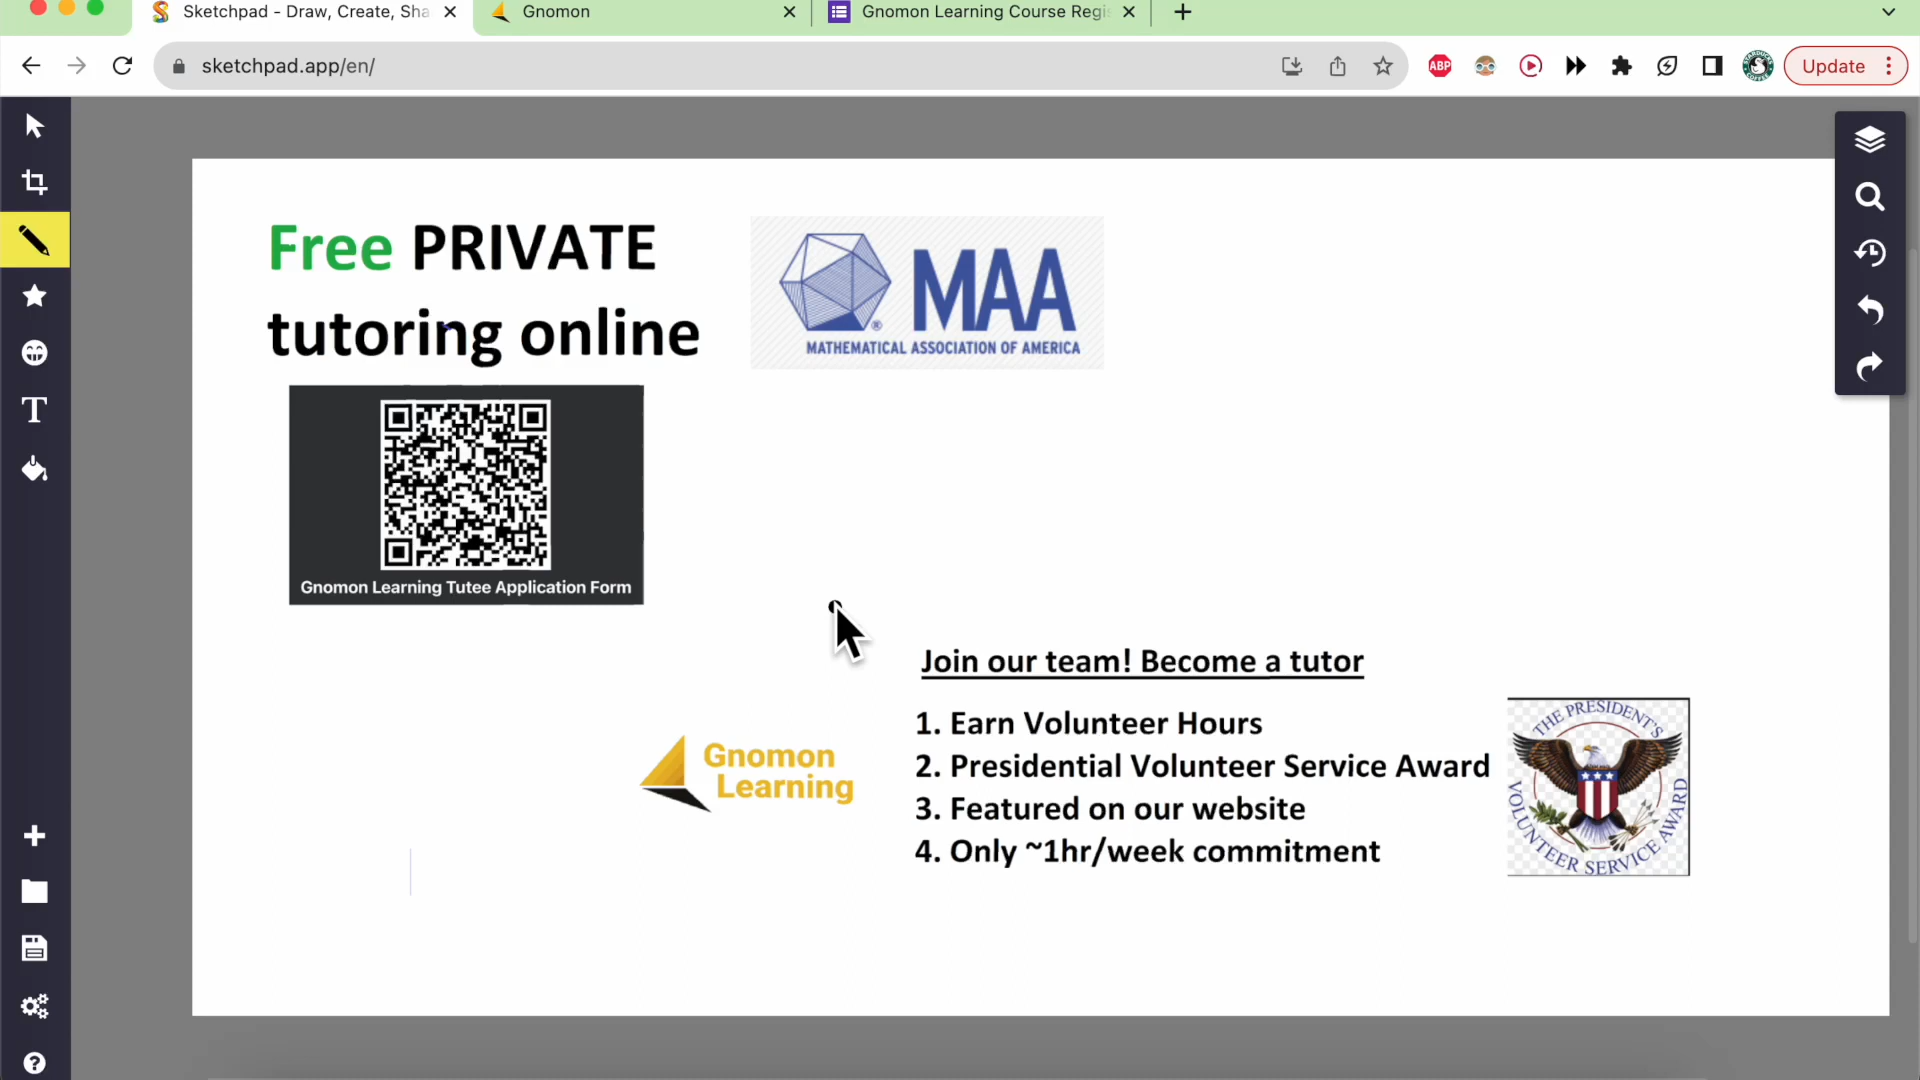 Sketchpad - Draw, Create, Sha
Gnomon
Gnomon Learning Course Regis
sketchpad.app/en/
ABP
Update
Free PRIVATE
tutoring online
MAA
MATHEMATICAL ASSOCIATION OF AMERICA
Gnomon Learning Tutee Application Form
Join our team! Become a tutor
1. Earn Volunteer Hours
2. Presidential Volunteer Service Award
3. Featured on our website
4. Only ~1hr/week commitment
Gnomon
Learning
THE PRESIDENT'S
VOLUNTEER SERVICE AWARD